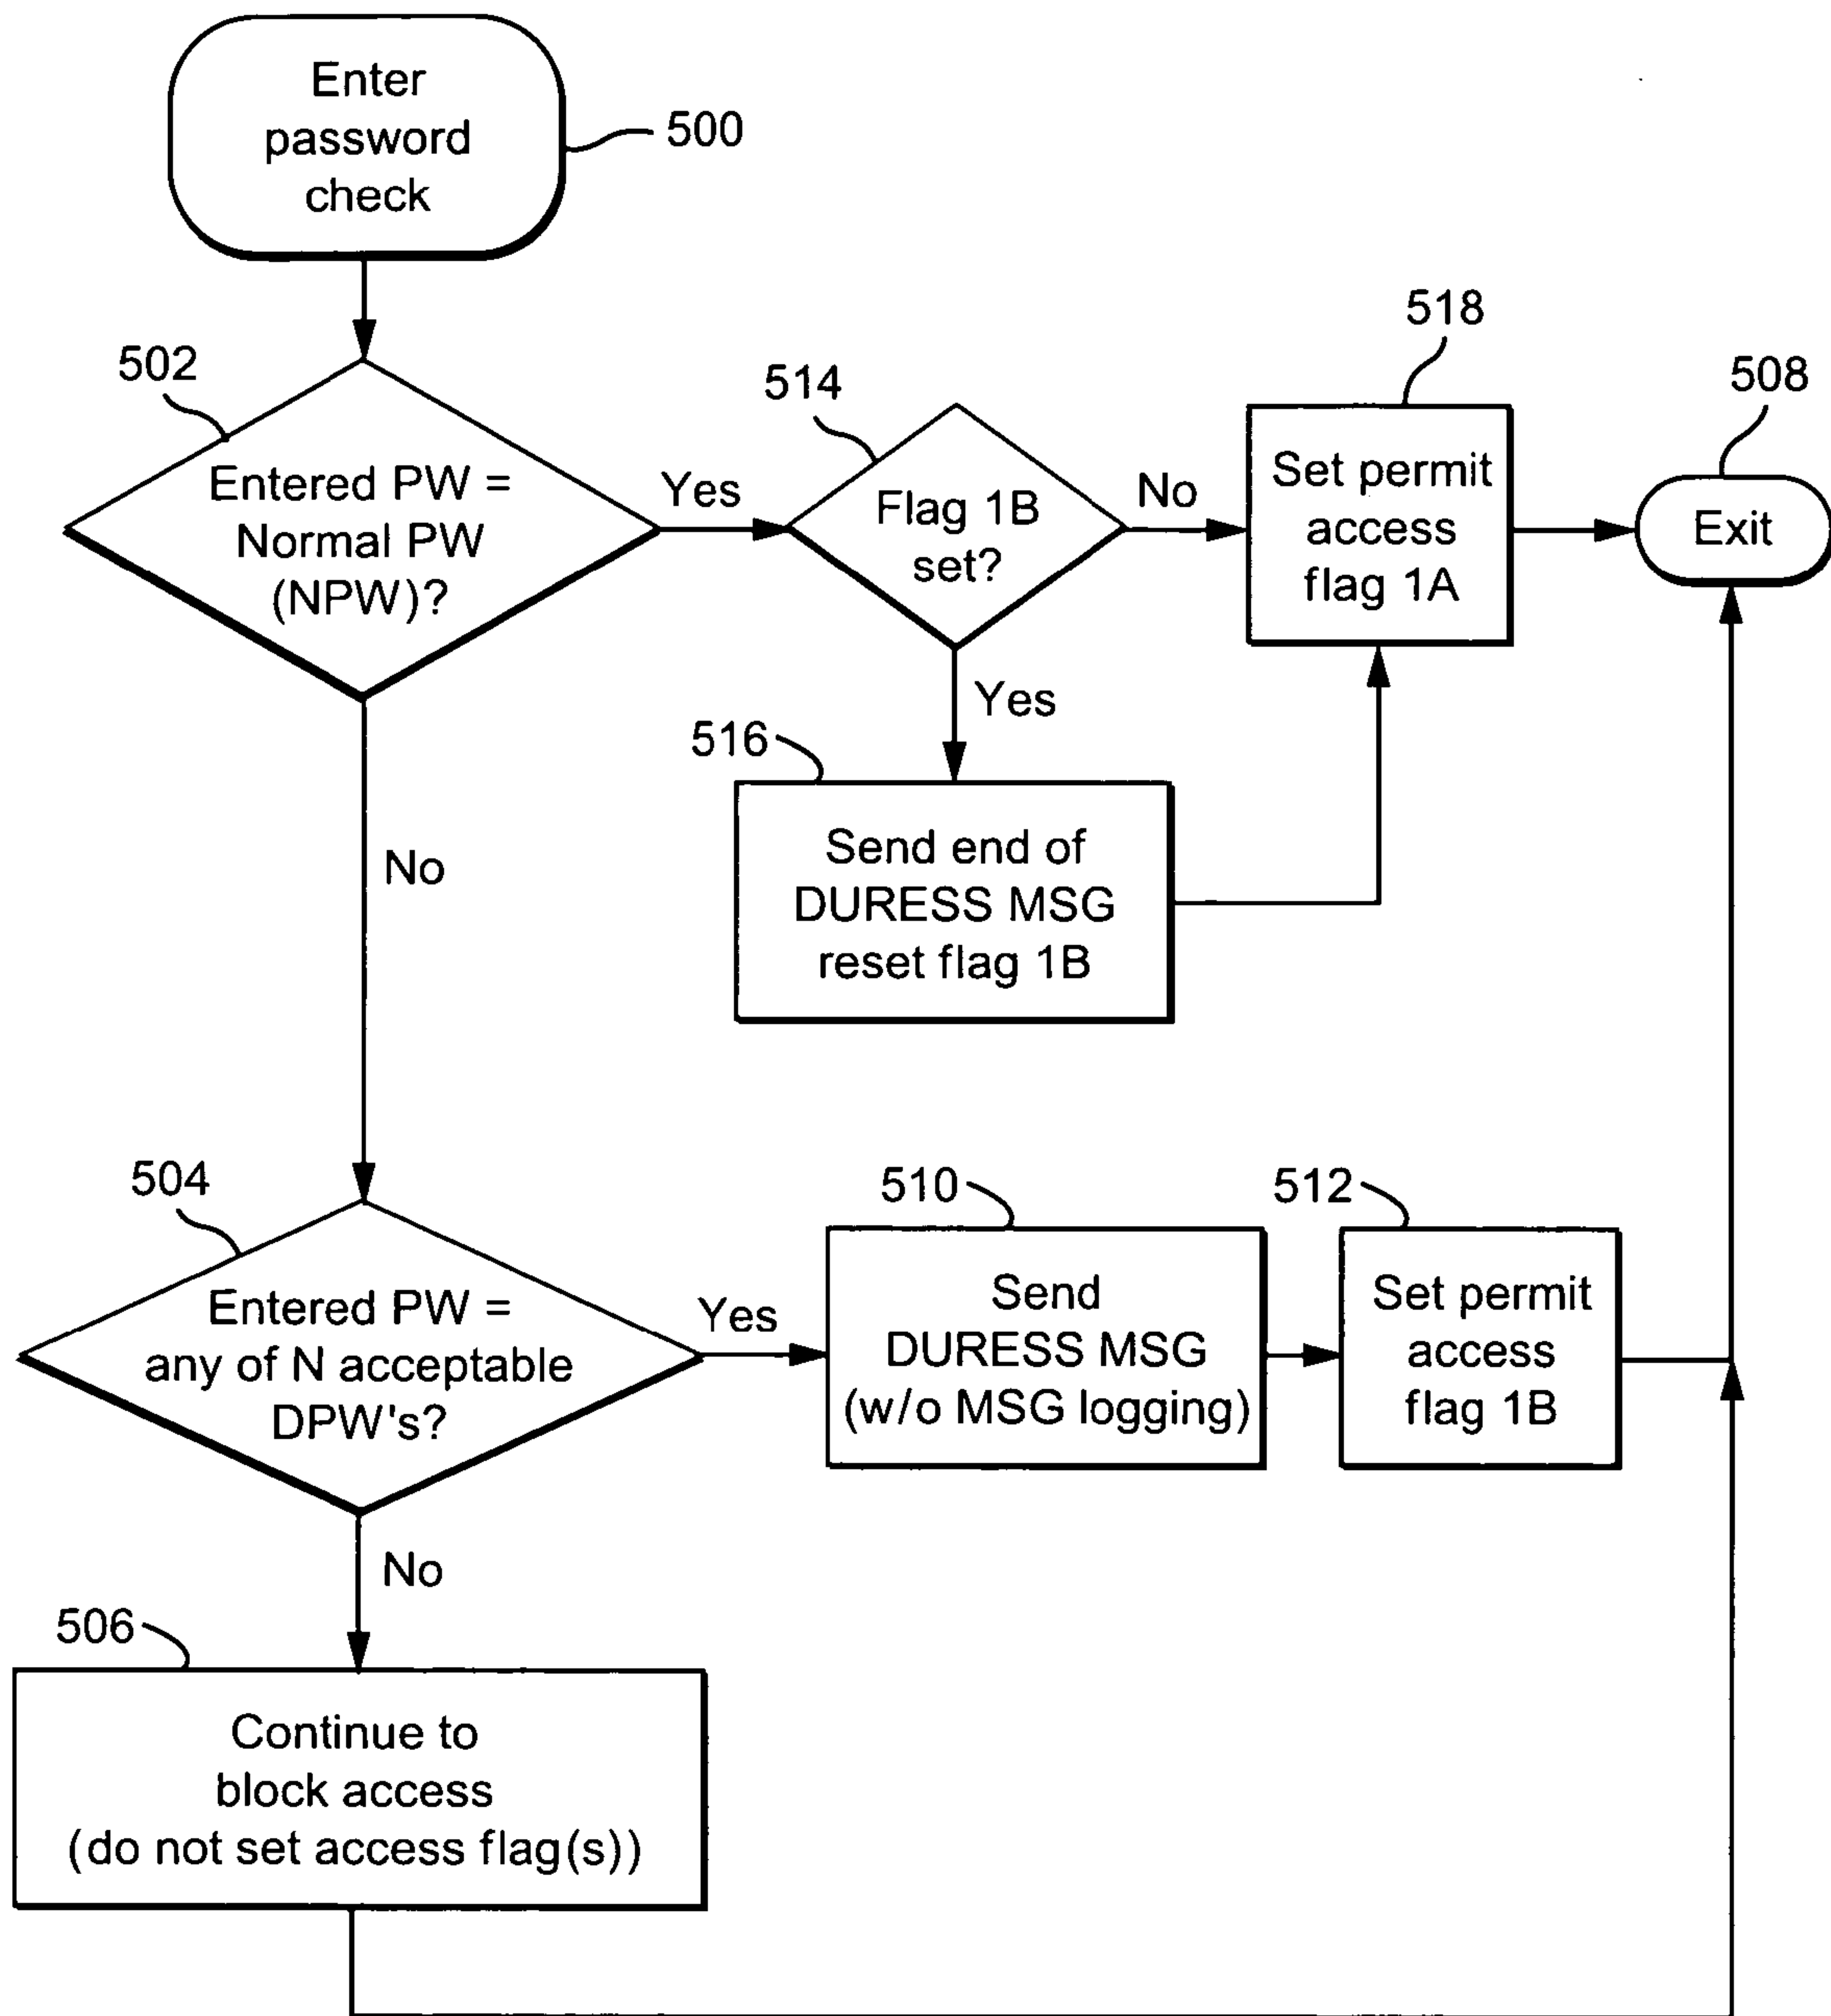 Enter
password
check
500
502
Entered PW =
Normal PW
(NPW)?
Yes
No
514
Flag 1B
set?
No
Yes
518
Set permit
access
flag 1A
508
Exit
516
Send end of
DURESS MSG
reset flag 1B
504
Entered PW =
any of N acceptable
DPW's?
Yes
No
510
Send
DURESS MSG
(w/o MSG logging)
512
Set permit
access
flag 1B
506
Continue to
block access
(do not set access flag(s))